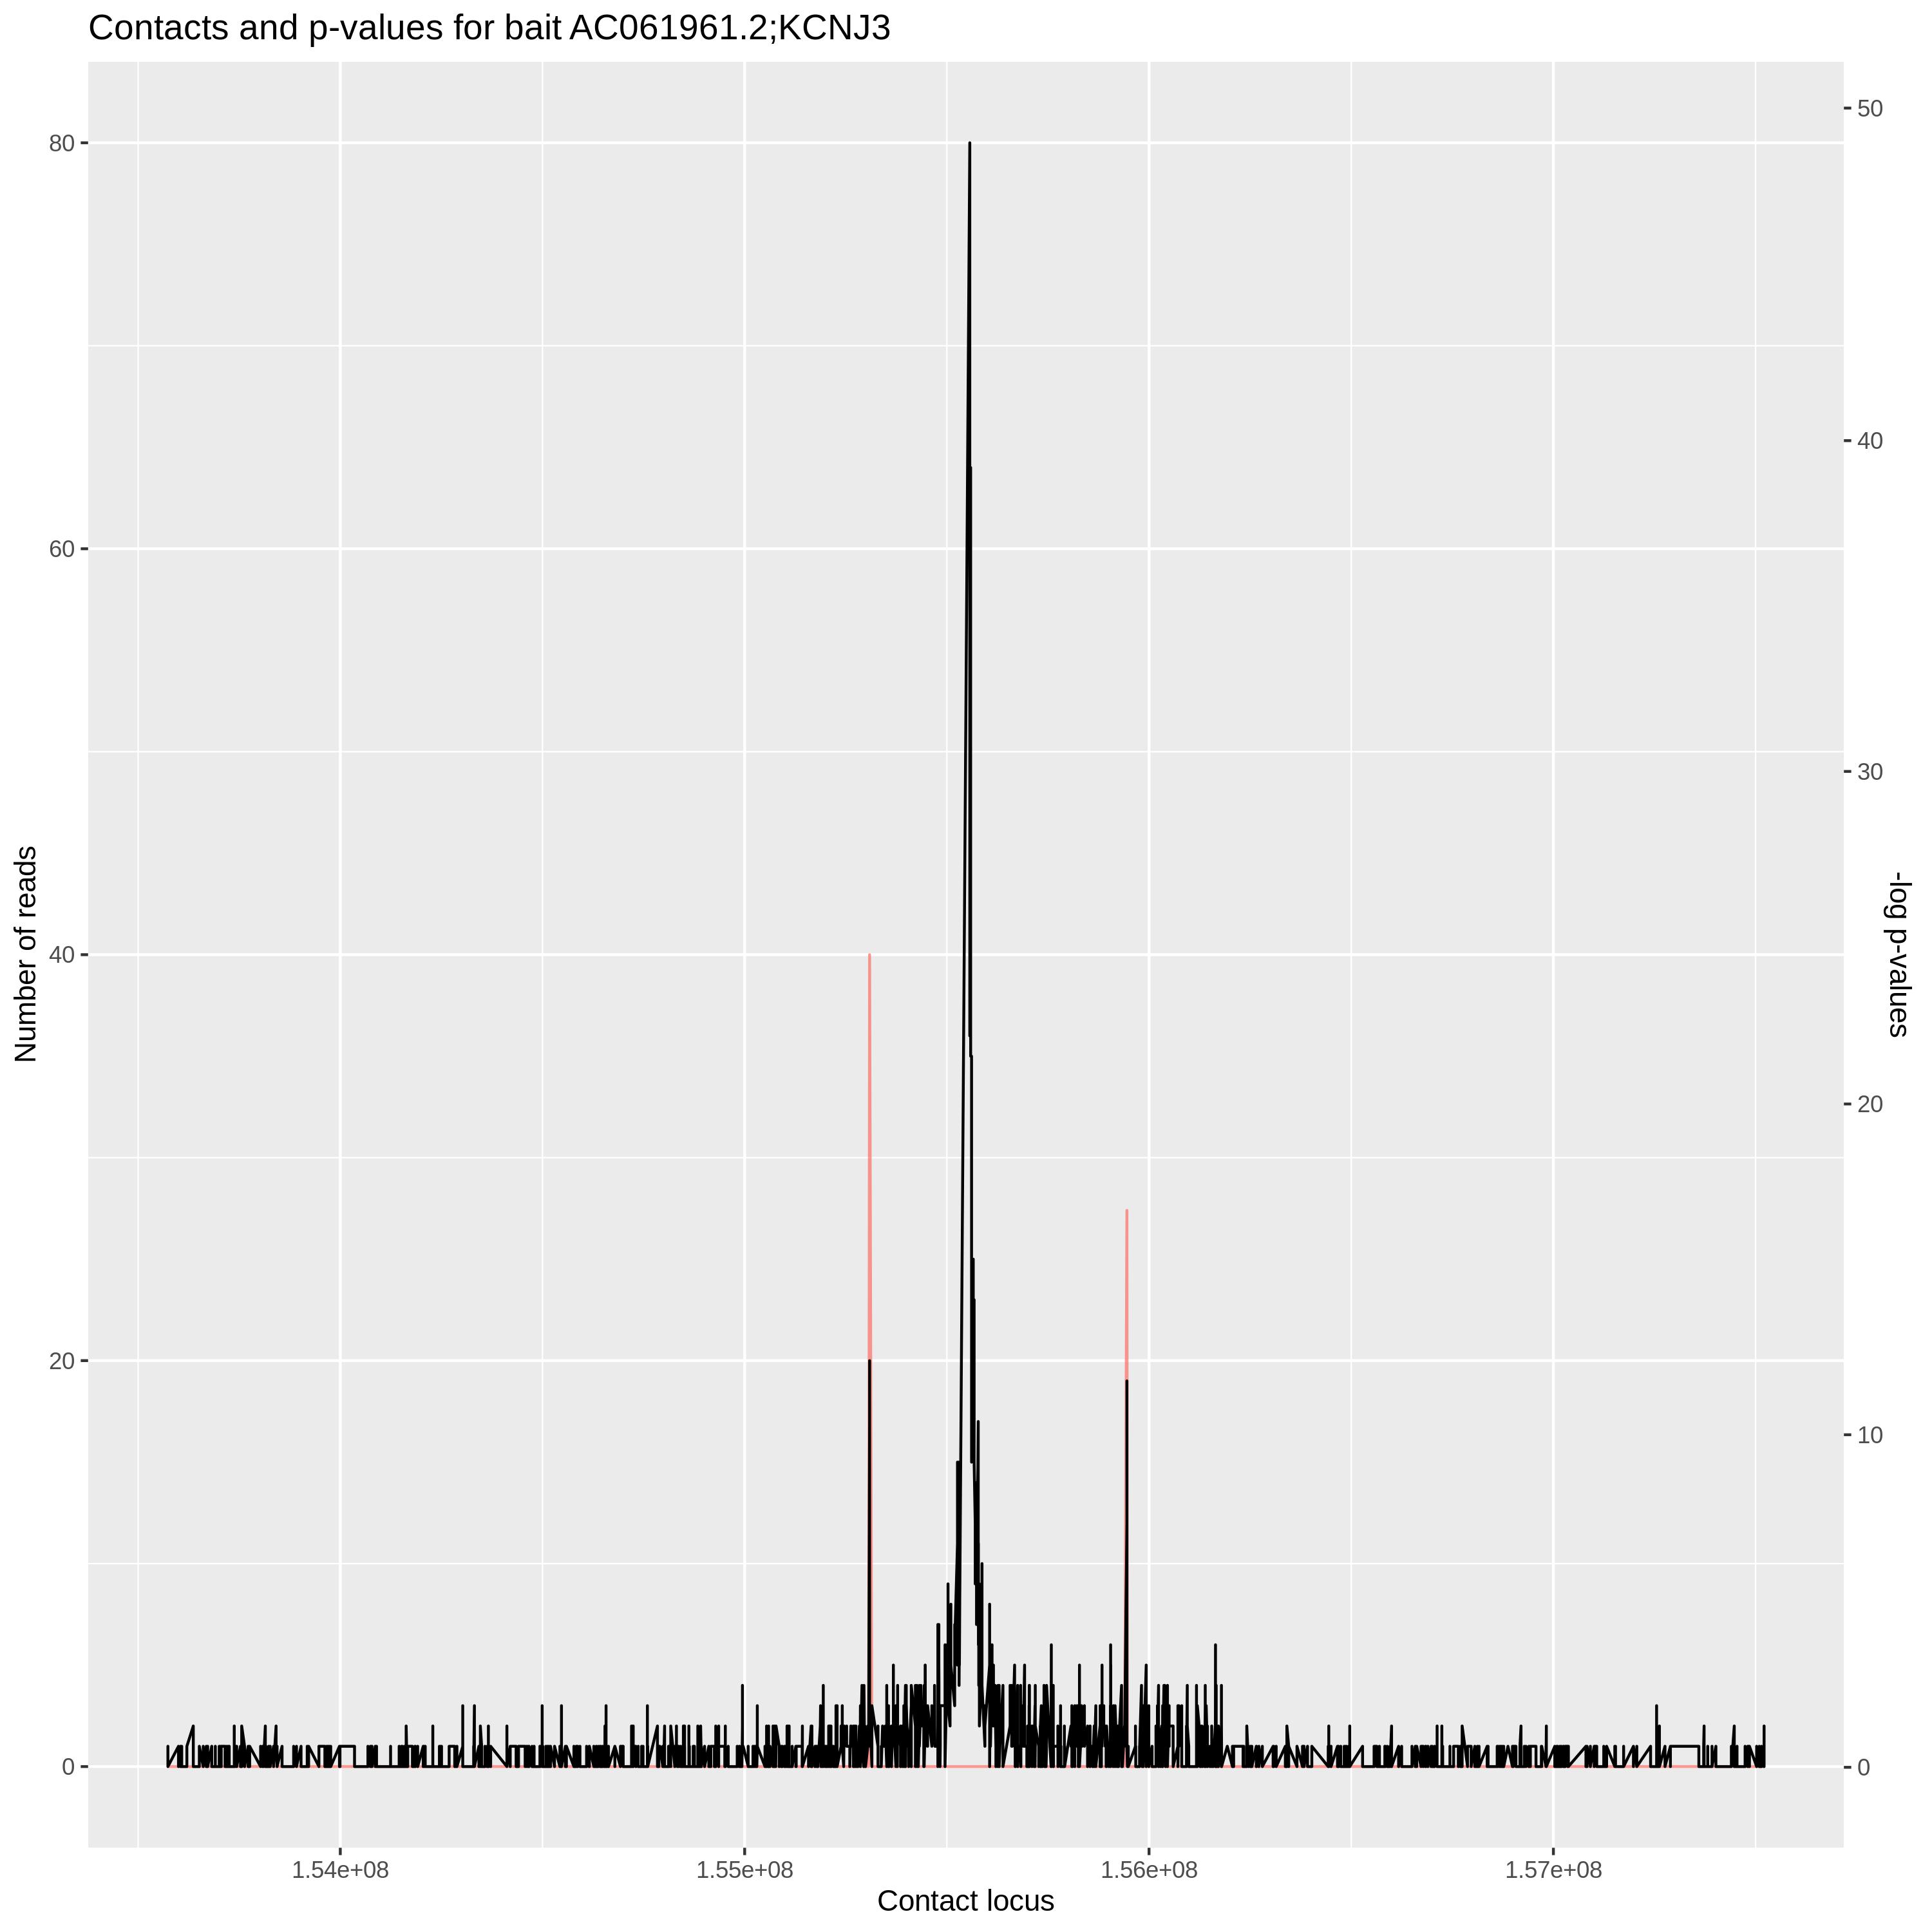 Contacts and p-values for bait AC061961.2;KCNJ3
Number of reads
80
60
40
20
0
50
40
30
20
10
0
-log p-values
1.54e+08
1.55e+08
1.56e+08
1.57e+08
Contact locus